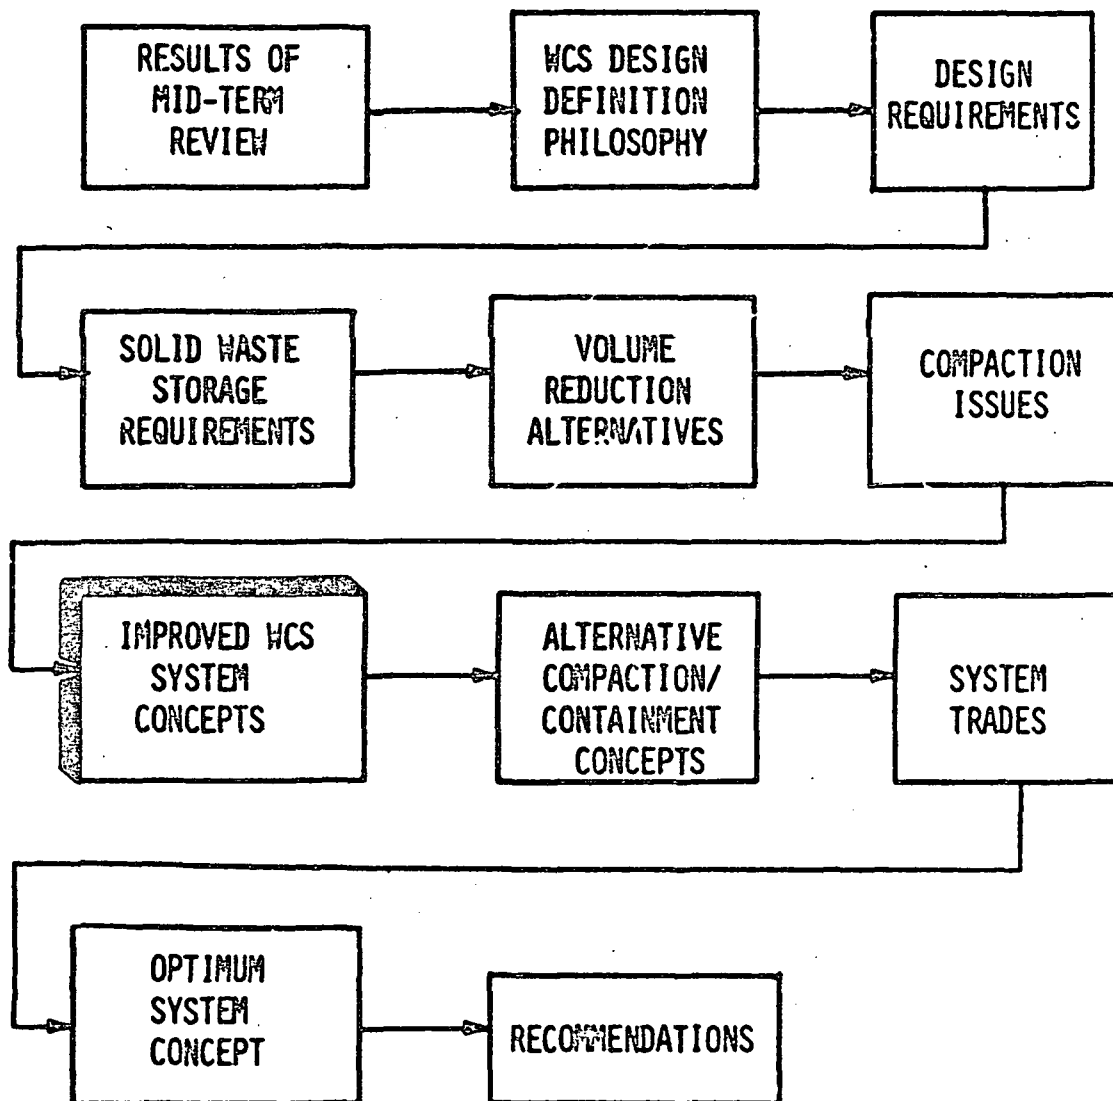 RESULTS OF
MID-TERM
REVIEW
WCS DESIGN
DEFINITION
PHILOSOPHY
DESIGN
REQUIREMENTS
SOLID WASTE
STORAGE
REQUIREMENTS
VOLUME
REDUCTION
ALTERNATIVES
COMPACTION
ISSUES
IMPROVED WCS
SYSTEM
CONCEPTS
ALTERNATIVE
COMPACTION/
CONTAINMENT
CONCEPTS
SYSTEM
TRADES
OPTIMUM
SYSTEM
CONCEPT
RECOMMENDATIONS